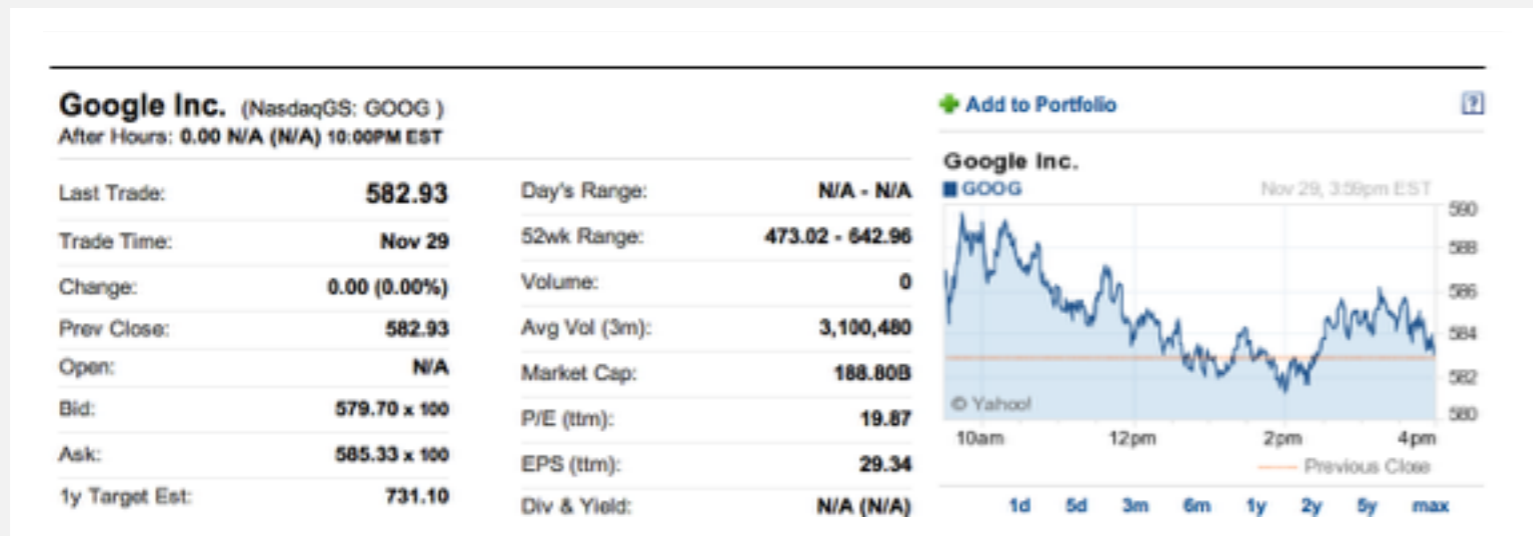 Google Inc. (NasdaqGS: GOOG )
After Hours: 0.00 N/A (N/A) 10:00PM EST
Last Trade: 582.93
Trade Time: Nov 29
Change: 0.00 (0.00%)
Prev Close: 582.93
Open: N/A
Bid: 579.70 x 100
Ask: 585.33 x 100
1y Target Est: 731.10
Day's Range: N/A - N/A
52wk Range: 473.02 - 642.96
Volume: 0
Avg Vol (3m): 3,100,480
Market Cap: 188.80B
P/E (ttm): 19.87
EPS (ttm): 29.34
Div & Yield: N/A (N/A)
Add to Portfolio ?
Google Inc.
GOOG Nov 29, 3:59pm EST
590
588
586
584
582
580
© Yahoo!
10am 12pm 2pm 4pm
Previous Close
1d 5d 3m 6m 1y 2y 5y max